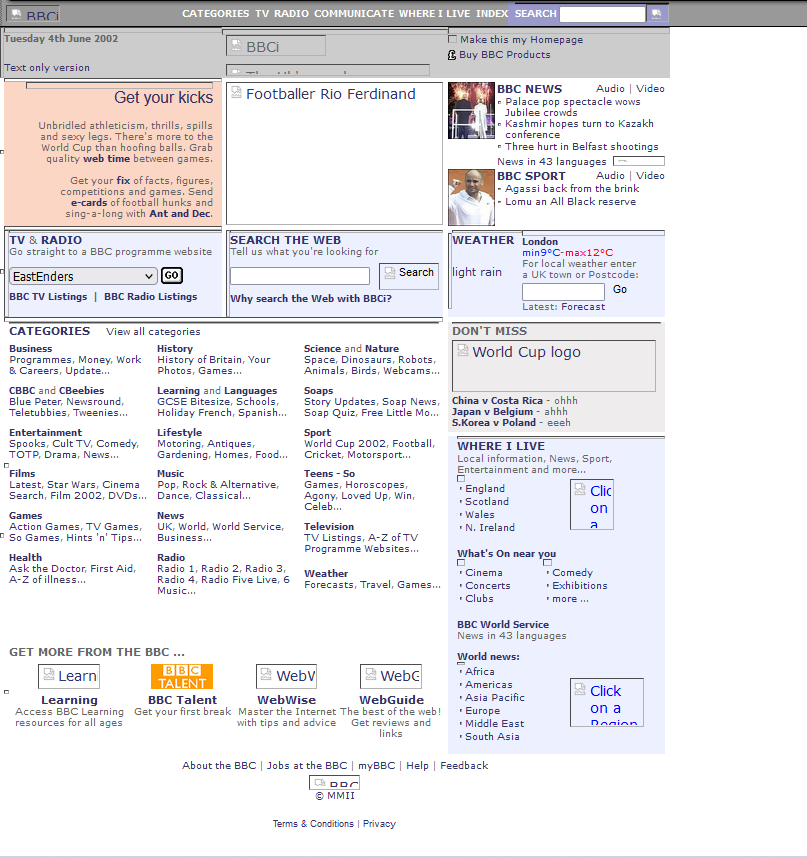 BBCi
CATEGORIES TV RADIO COMMUNICATE WHERE I LIVE INDEX SEARCH
Tuesday 4th June 2002
Text only version
BBCi
Make this my Homepage
Buy BBC Products
Get your kicks
Unbridled athleticism, thrills, spills
and sexy legs. There's more to the
World Cup than hoofing balls. Grab
quality web time between games.
Get your fix of facts, figures,
competitions and games. Send
e-cards of football hunks and
sing-a-long with Ant and Dec.
Footballer Rio Ferdinand
BBC NEWS Audio | Video
Palace pop spectacle wows
Jubilee crowds
Kashmir hopes turn to Kazakh
conference
Three hurt in Belfast shootings
News in 43 languages
BBC SPORT Audio | Video
Agassi back from the brink
Lomu an All Black reserve
TV & RADIO
Go straight to a BBC programme website
EastEnders GO
BBC TV Listings | BBC Radio Listings
SEARCH THE WEB
Tell us what you're looking for
Search
Why search the Web with BBCi?
WEATHER
light rain
London
min9°C-max12°C
For local weather enter
a UK town or Postcode:
Go
Latest: Forecast
CATEGORIES View all categories
Business
Programmes, Money, Work
& Careers, Update...
History
History of Britain, Your
Photos, Games...
Science and Nature
Space, Dinosaurs, Robots,
Animals, Birds, Webcams...
CBBC and CBeebies
Blue Peter, Newsround,
Teletubbies, Tweenies...
Learning and Languages
GCSE Bitesize, Schools,
Holiday French, Spanish...
Soaps
Story Updates, Soap News,
Soap Quiz, Free Little Mo...
Entertainment
Spooks, Cult TV, Comedy,
TOTP, Drama, News...
Lifestyle
Motoring, Antiques,
Gardening, Homes, Food...
Sport
World Cup 2002, Football,
Cricket, Motorsport...
Films
Latest, Star Wars, Cinema
Search, Film 2002, DVDs...
Music
Pop, Rock & Alternative,
Dance, Classical...
Teens - So
Games, Horoscopes,
Agony, Loved Up, Win,
Celeb...
Games
Action Games, TV Games,
So Games, Hints 'n' Tips...
News
UK, World, World Service,
Business...
Television
TV Listings, A-Z of TV
Programme Websites...
Health
Ask the Doctor, First Aid,
A-Z of illness...
Radio
Radio 1, Radio 2, Radio 3,
Radio 4, Radio Five Live, 6
Music...
Weather
Forecasts, Travel, Games...
DON'T MISS
World Cup logo
China v Costa Rica - ohhh
Japan v Belgium - ahhh
S.Korea v Poland - eeeh
WHERE I LIVE
Local information, News, Sport,
Entertainment and more...
England
Scotland
Wales
N. Ireland
Clic
on
a
What's On near you
Cinema
Concerts
Clubs
Comedy
Exhibitions
more ...
BBC World Service
News in 43 languages
World news:
Africa
Americas
Asia Pacific
Europe
Middle East
South Asia
Click
on a
Region
GET MORE FROM THE BBC ...
Learn
Learning
Access BBC Learning
resources for all ages
BBC
TALENT
BBC Talent
Get your first break
WebW
WebWise
Master the Internet
with tips and advice
WebG
WebGuide
The best of the web!
Get reviews and
links
About the BBC | Jobs at the BBC | myBBC | Help | Feedback
BBCi
© MMII
Terms & Conditions | Privacy